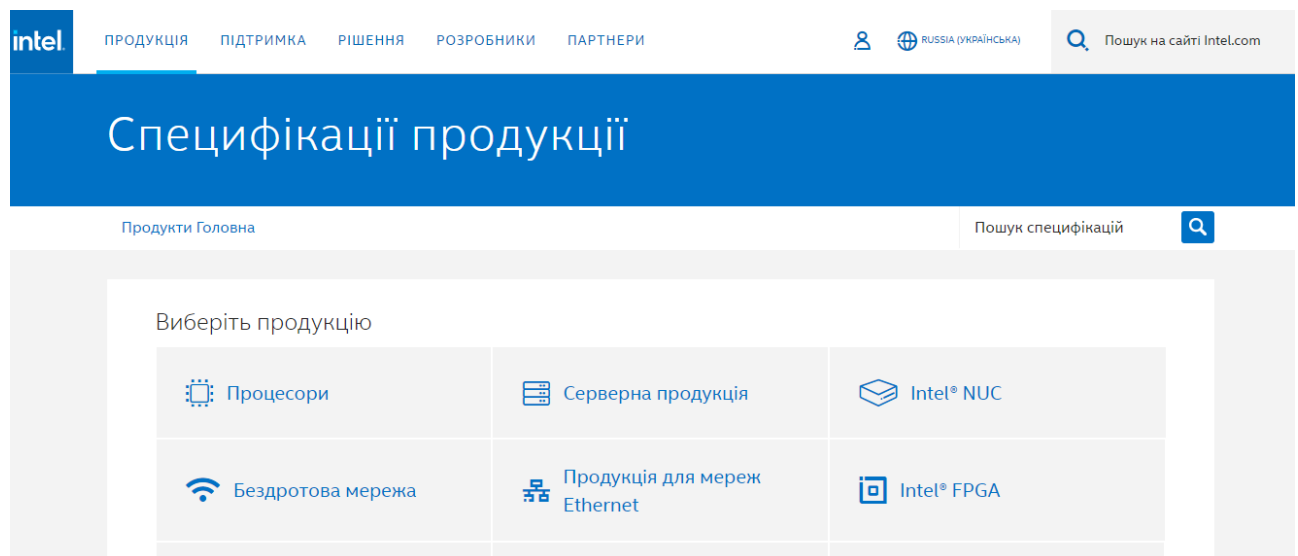 intel.
ПРОДУКЦІЯ ПІДТРИМКА РІШЕННЯ РОЗРОБНИКИ ПАРТНЕРИ RUSSIA (УКРАЇНСЬКА) Пошук на сайті Intel.com
Специфікації продукції
Продукти Головна Пошук специфікацій
Виберіть продукцію
Процесори Серверна продукція Intel® NUC
Бездротова мережа Продукція для мереж Ethernet Intel® FPGA